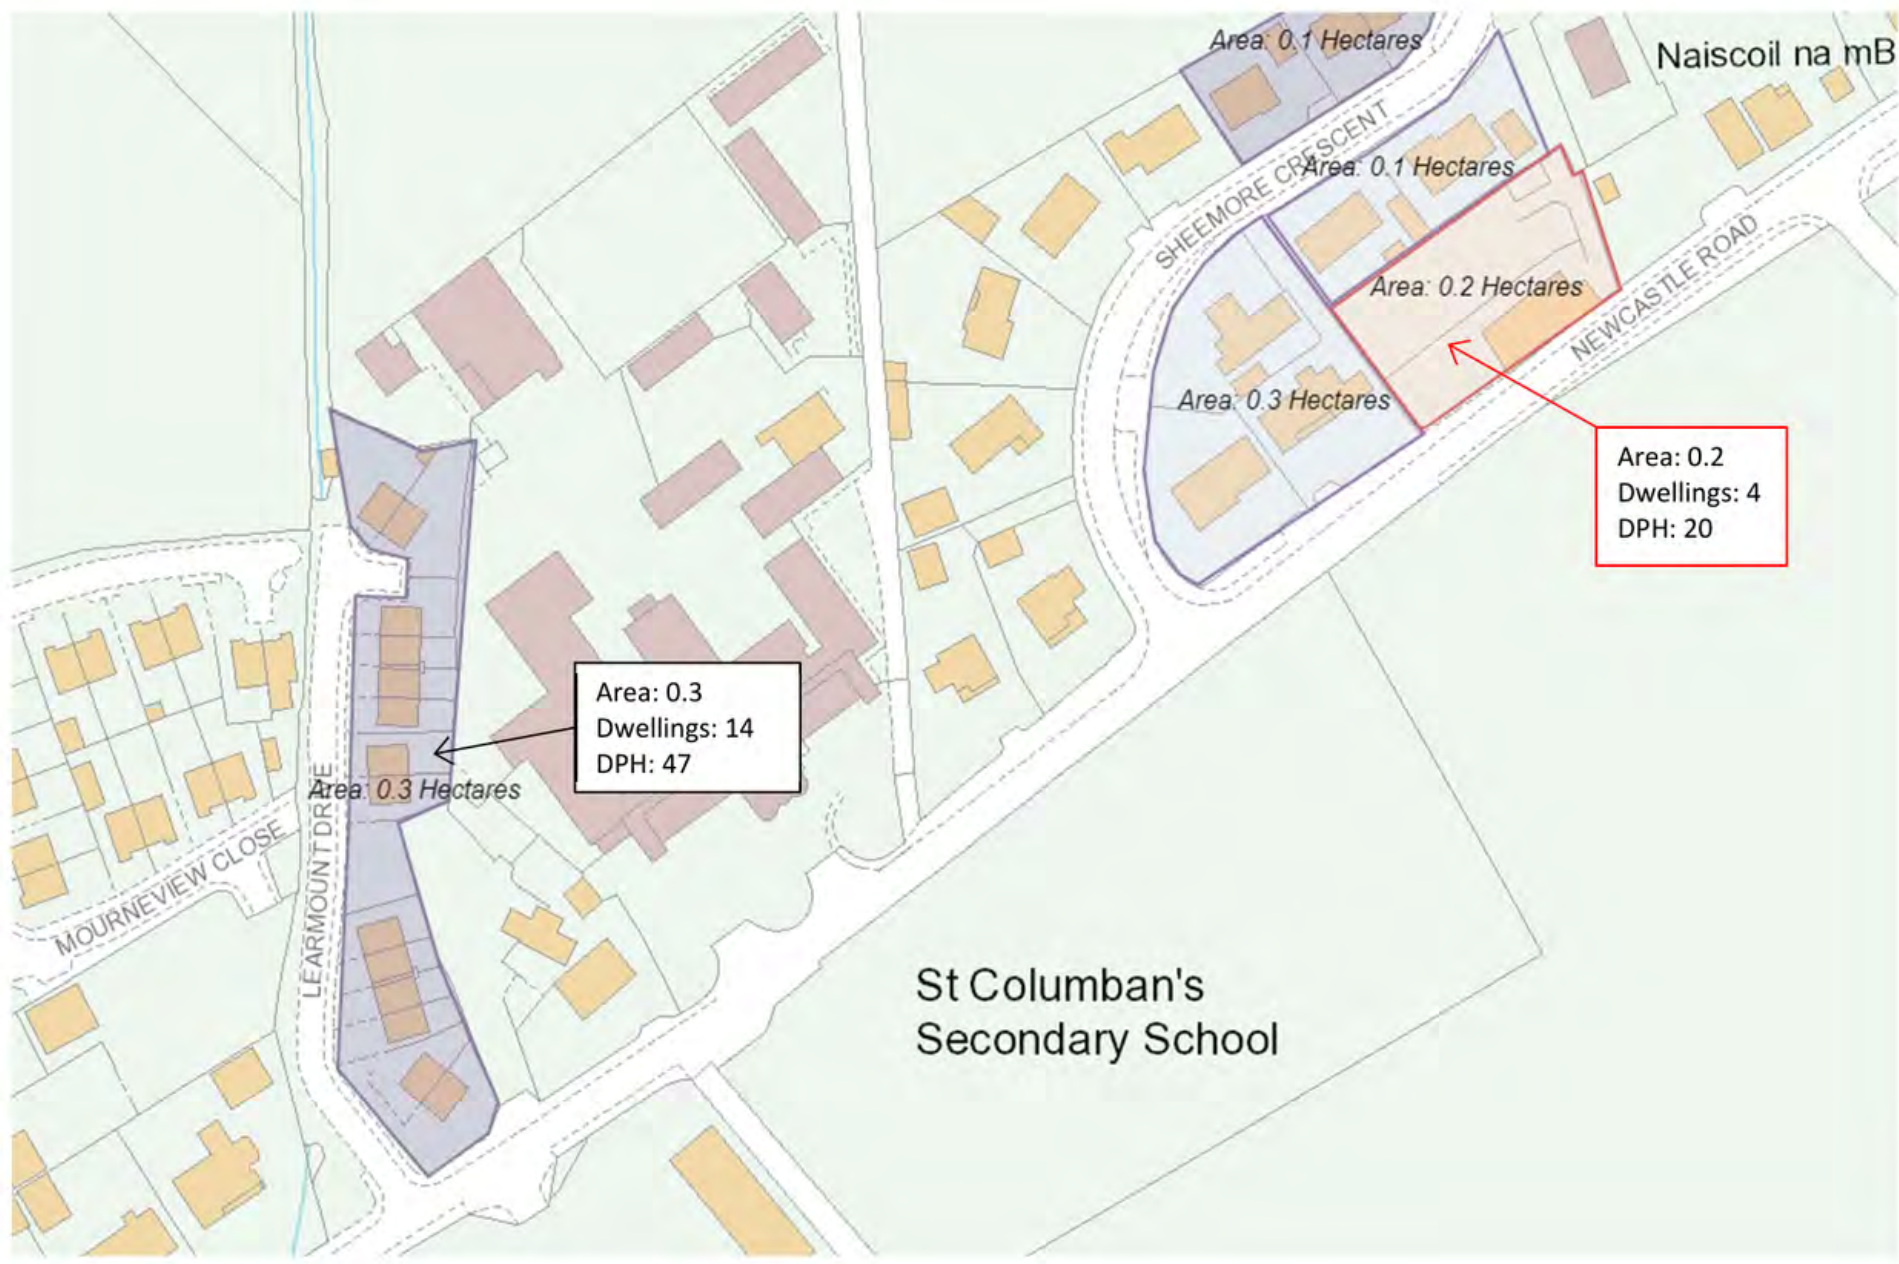 Area: 0.1 Hectares
Naiscoil na mB
SHEEMORE CRESCENT
Area: 0.1 Hectares
Area: 0.2 Hectares
NEWCASTLE ROAD
Area: 0.3 Hectares
Area: 0.2
Dwellings: 4
DPH: 20
Area: 0.3
Dwellings: 14
DPH: 47
Area: 0.3 Hectares
LEARMOUNT DRIVE
MOURNEVIEW CLOSE
St Columban's
Secondary School